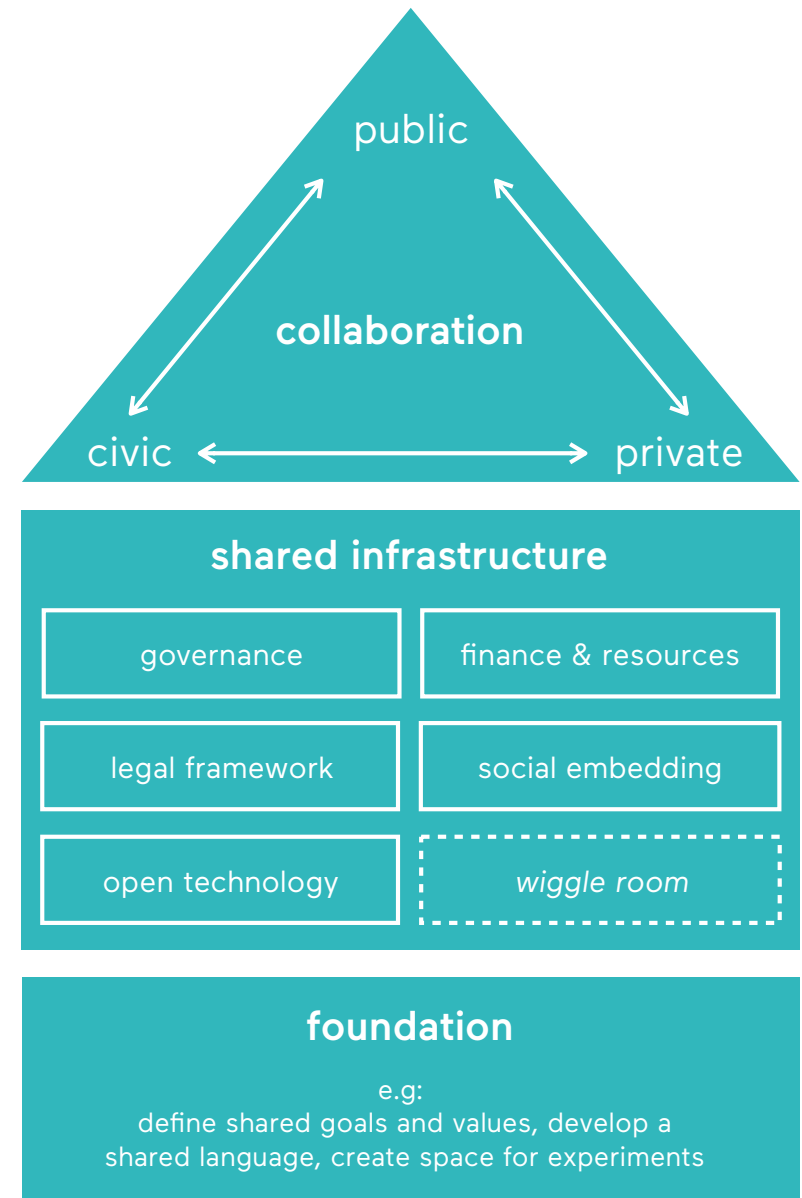 public
collaboration
civic
private
shared infrastructure
governance
finance & resources
legal framework
social embedding
open technology
wiggle room
foundation
e.g:
define shared goals and values, develop a
shared language, create space for experiments